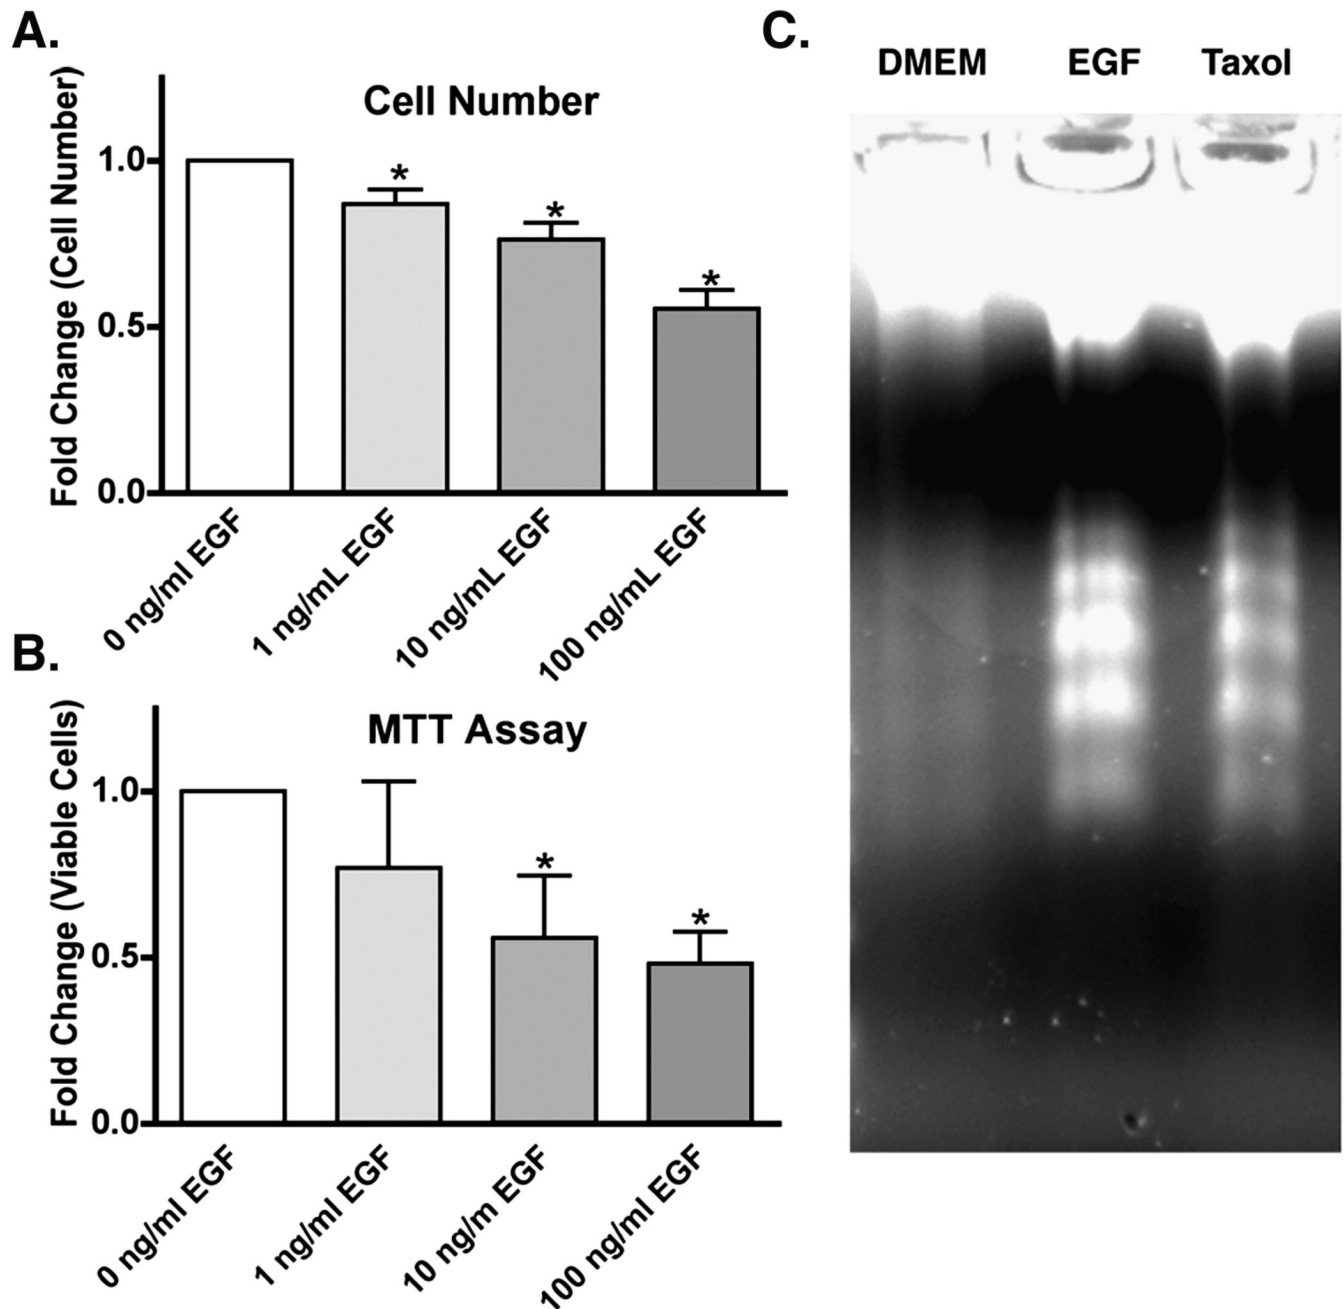 A.
Cell Number
Fold Change (Cell Number)
1.0
0.5
0.0
*
*
*
0 ng/ml EGF
1 ng/mL EGF
10 ng/mL EGF
100 ng/mL EGF
B.
MTT Assay
Fold Change (Viable Cells)
1.0
0.5
0.0
*
*
0 ng/ml EGF
1 ng/ml EGF
10 ng/m EGF
100 ng/ml EGF
C.
DMEM EGF Taxol